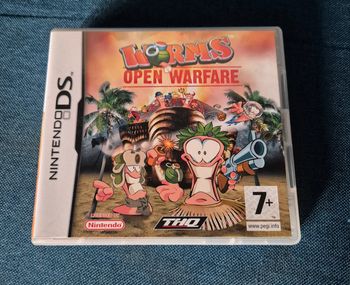 NINTENDO DS
WORMS
OPEN WARFARE
Nintendo
THQ
7+
www.pegi.info